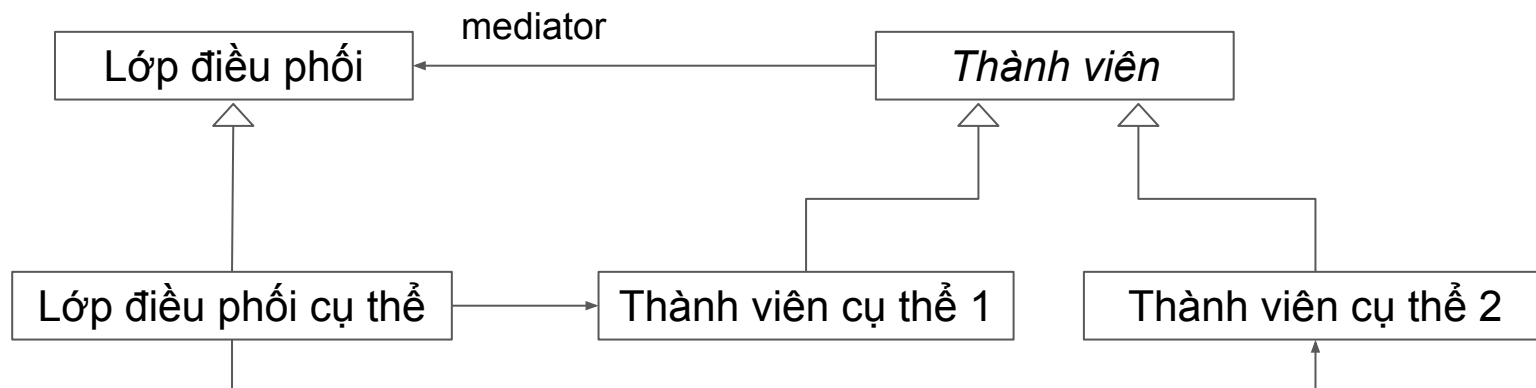 mediator
Lớp điều phối
Thành viên
Lớp điều phối cụ thể
Thành viên cụ thể 1
Thành viên cụ thể 2